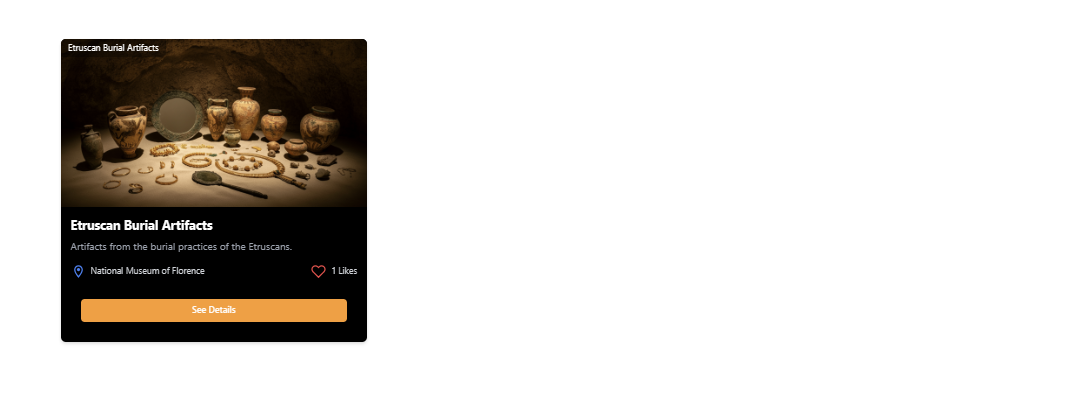 Etruscan Burial Artifacts
Etruscan Burial Artifacts
Artifacts from the burial practices of the Etruscans.
National Museum of Florence
1 Likes
See Details